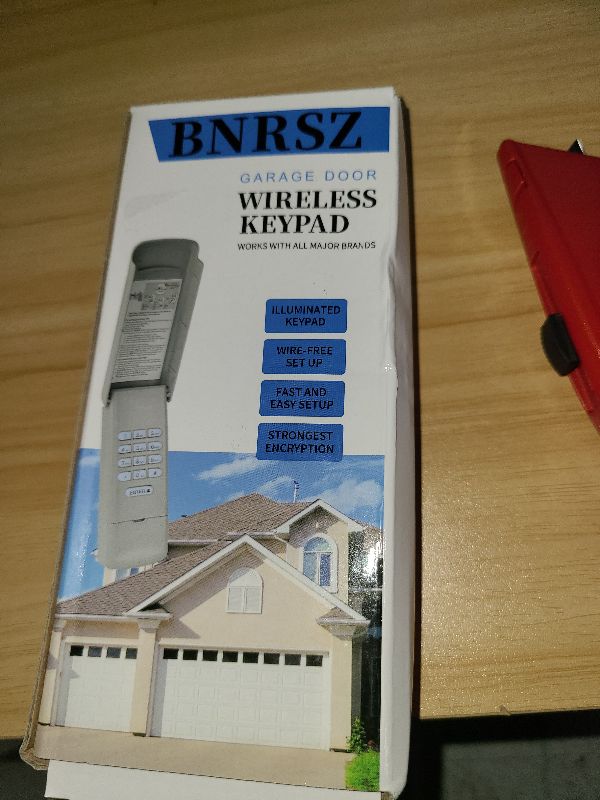 BNRSZ
GARAGE DOOR
WIRELESS
KEYPAD
WORKS WITH ALL MAJOR BRANDS
ILLUMINATED
KEYPAD
WIRE-FREE
SET UP
FAST AND
EASY SETUP
STRONGEST
ENCRYPTION
ENTER